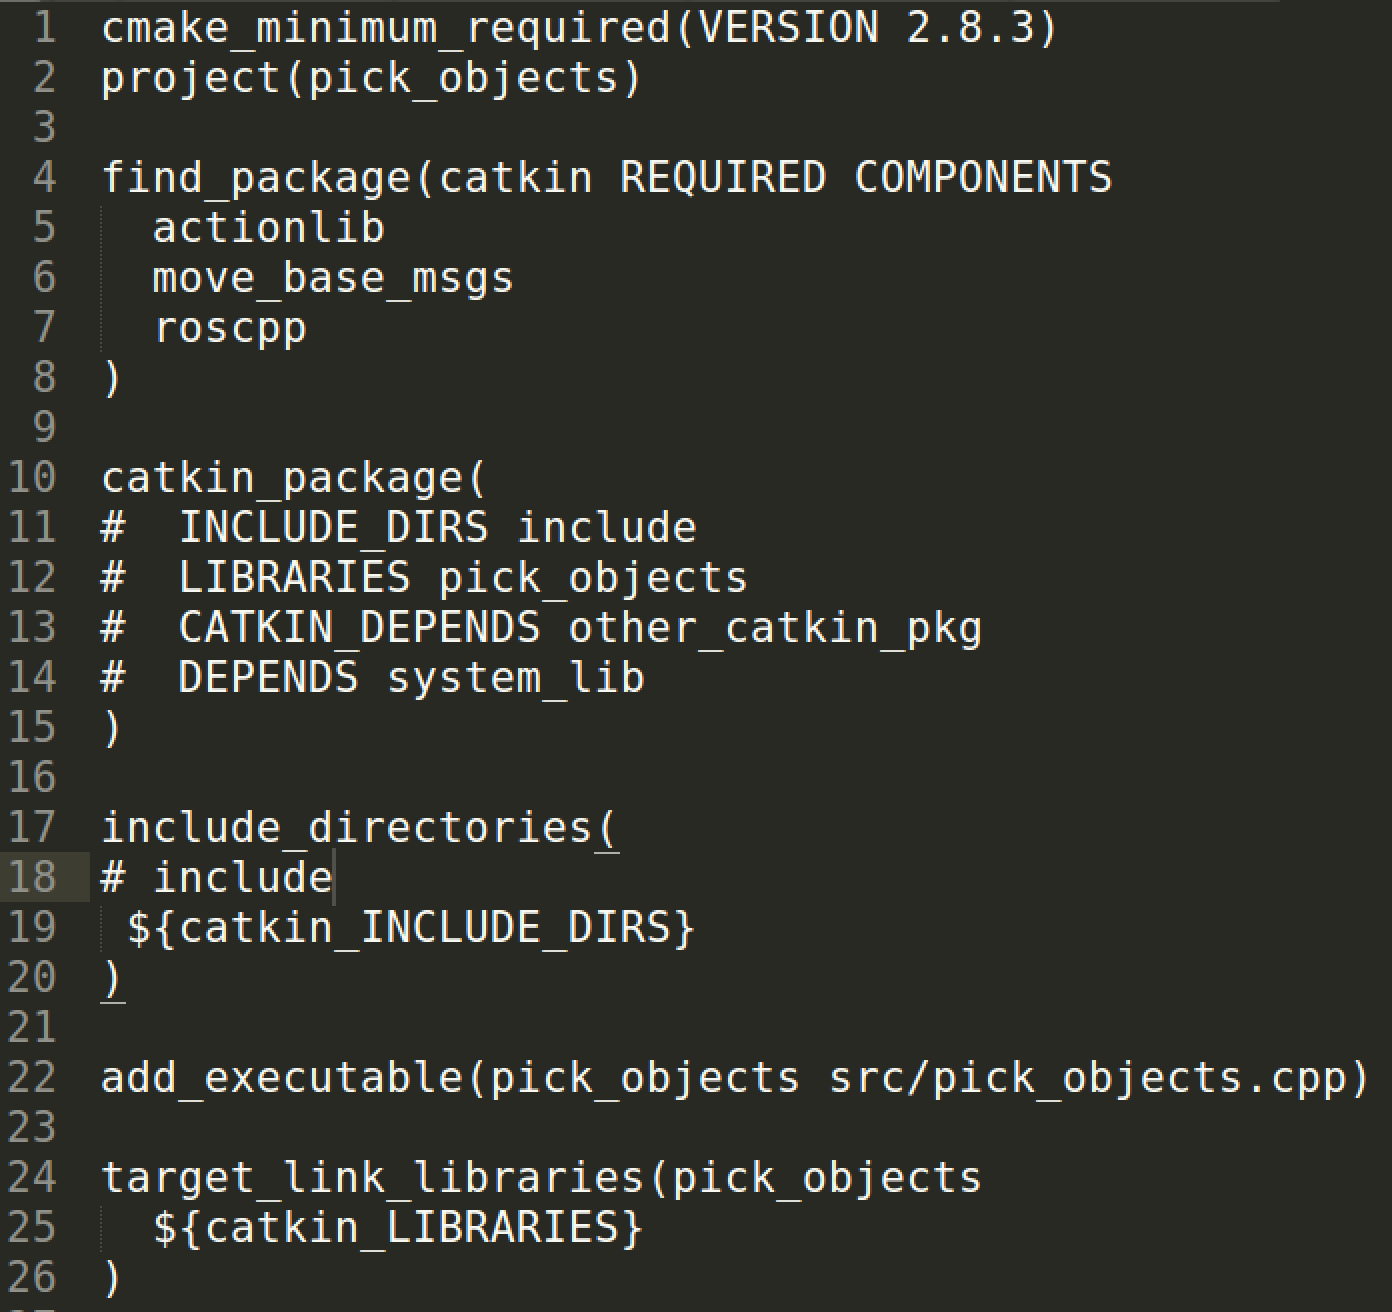 1 cmake_minimum_required(VERSION 2.8.3)
2 project(pick_objects)
3
4 find_package(catkin REQUIRED COMPONENTS
5   actionlib
6   move_base_msgs
7   roscpp
8 )
9
10 catkin_package(
11 #  INCLUDE_DIRS include
12 #  LIBRARIES pick_objects
13 #  CATKIN_DEPENDS other_catkin_pkg
14 #  DEPENDS system_lib
15 )
16
17 include_directories(
18 # include
19  ${catkin_INCLUDE_DIRS}
20 )
21
22 add_executable(pick_objects src/pick_objects.cpp)
23
24 target_link_libraries(pick_objects
25   ${catkin_LIBRARIES}
26 )